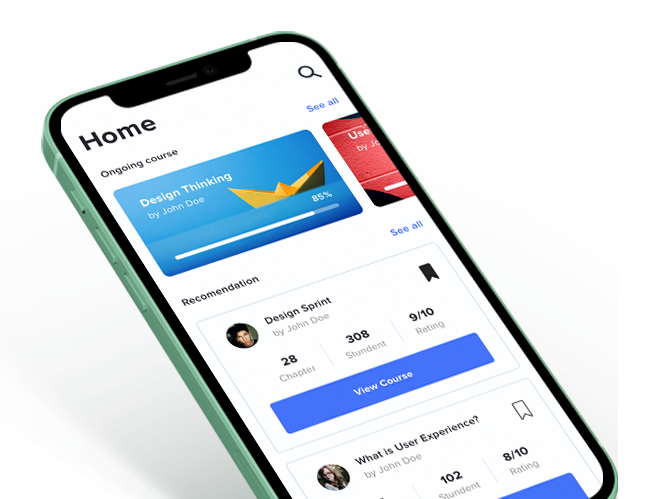 Home
See all
Ongoing course
Design Thinking
by John Doe
85%
Use
by Jo
See all
Recomendation
Design Sprint
by John Doe
28
Chapter
308
Stundent
9/10
Rating
View Course
What is User Experience?
by John Doe
102
Stundent
8/10
Rating